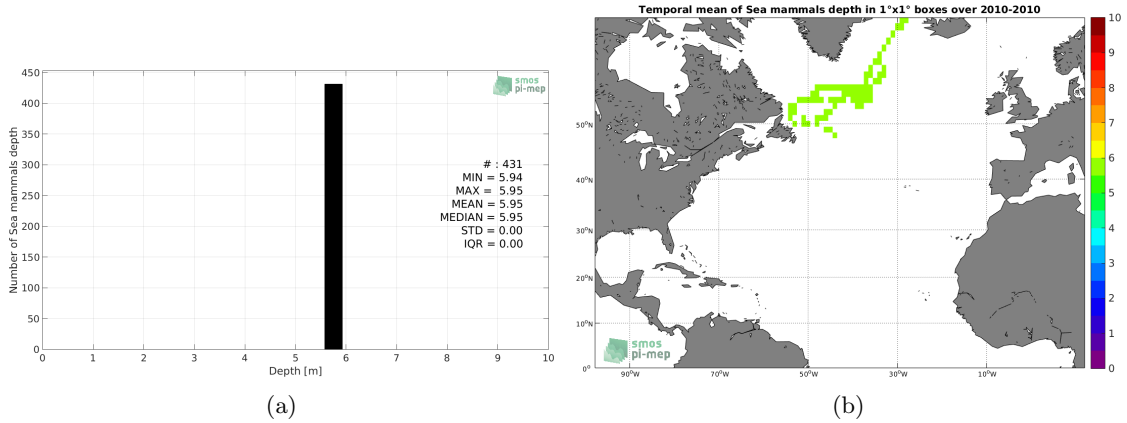 450
400
350
300
250
200
150
100
50
0
Number of Sea mammals depth
smos
pi-mep
# : 431
MIN = 5.94
MAX = 5.95
MEAN = 5.95
MEDIAN = 5.95
STD = 0.00
IQR = 0.00
0 1 2 3 4 5 6 7 8 9 10
Depth [m]
(a)
Temporal mean of Sea mammals depth in 1°x1° boxes over 2010-2010
50°N
40°N
30°N
20°N
10°N
0°
90°W 70°W 50°W 30°W 10°W
smos
pi-mep
10
9
8
7
6
5
4
3
2
1
0
(b)